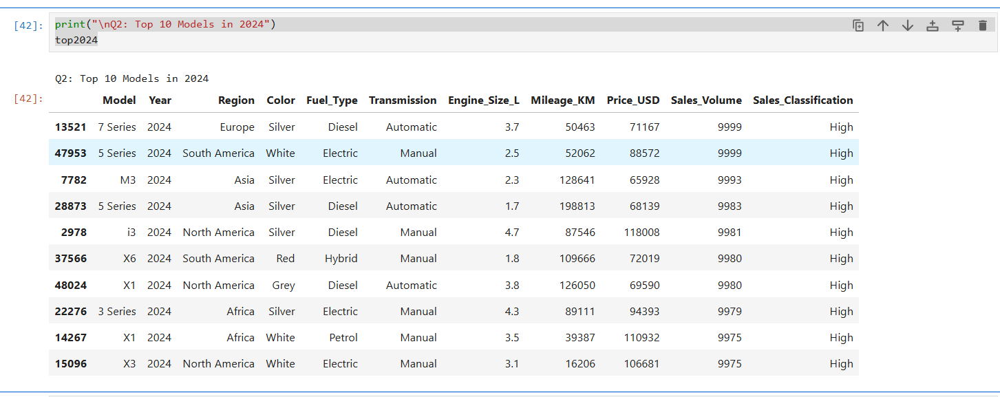 [42]: print("\nQ2: Top 10 Models in 2024")
top2024
Q2: Top 10 Models in 2024
[42]: Model Year Region Color Fuel_Type Transmission Engine_Size_L Mileage_KM Price_USD Sales_Volume Sales_Classification
13521 7 Series 2024 Europe Silver Diesel Automatic 3.7 50463 71167 9999 High
47953 5 Series 2024 South America White Electric Manual 2.5 52062 88572 9999 High
7782 M3 2024 Asia Silver Electric Automatic 2.3 128641 65928 9993 High
28873 5 Series 2024 Asia Silver Diesel Automatic 1.7 198813 68139 9983 High
2978 i3 2024 North America Silver Diesel Manual 4.7 87546 118008 9981 High
37566 X6 2024 South America Red Hybrid Manual 1.8 109666 72019 9980 High
48024 X1 2024 North America Grey Diesel Automatic 3.8 126050 69590 9980 High
22276 3 Series 2024 Africa Silver Electric Manual 4.3 89111 94393 9979 High
14267 X1 2024 Africa White Petrol Manual 3.5 39387 110932 9975 High
15096 X3 2024 North America White Electric Manual 3.1 16206 106681 9975 High